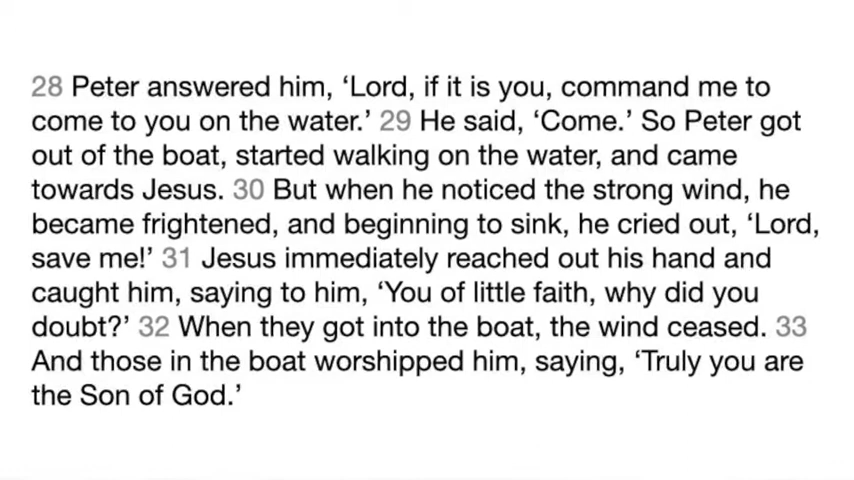 28 Peter answered him, ‘Lord, if it is you, command me to
come to you on the water.’ 29 He said, ‘Come.’ So Peter got
out of the boat, started walking on the water, and came
towards Jesus. 30 But when he noticed the strong wind, he
became frightened, and beginning to sink, he cried out, ‘Lord,
save me!’ 31 Jesus immediately reached out his hand and
caught him, saying to him, ‘You of little faith, why did you
doubt?’ 32 When they got into the boat, the wind ceased. 33
And those in the boat worshipped him, saying, ‘Truly you are
the Son of God.’